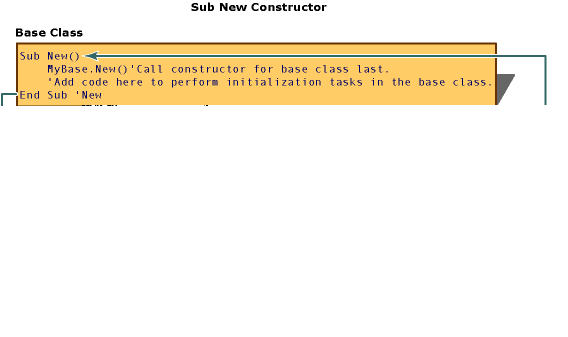 Sub New Constructor
Base Class
Sub New()
MyBase.New()'Call constructor for base class last.
'Add code here to perform initialization tasks in the base class.
End Sub 'New